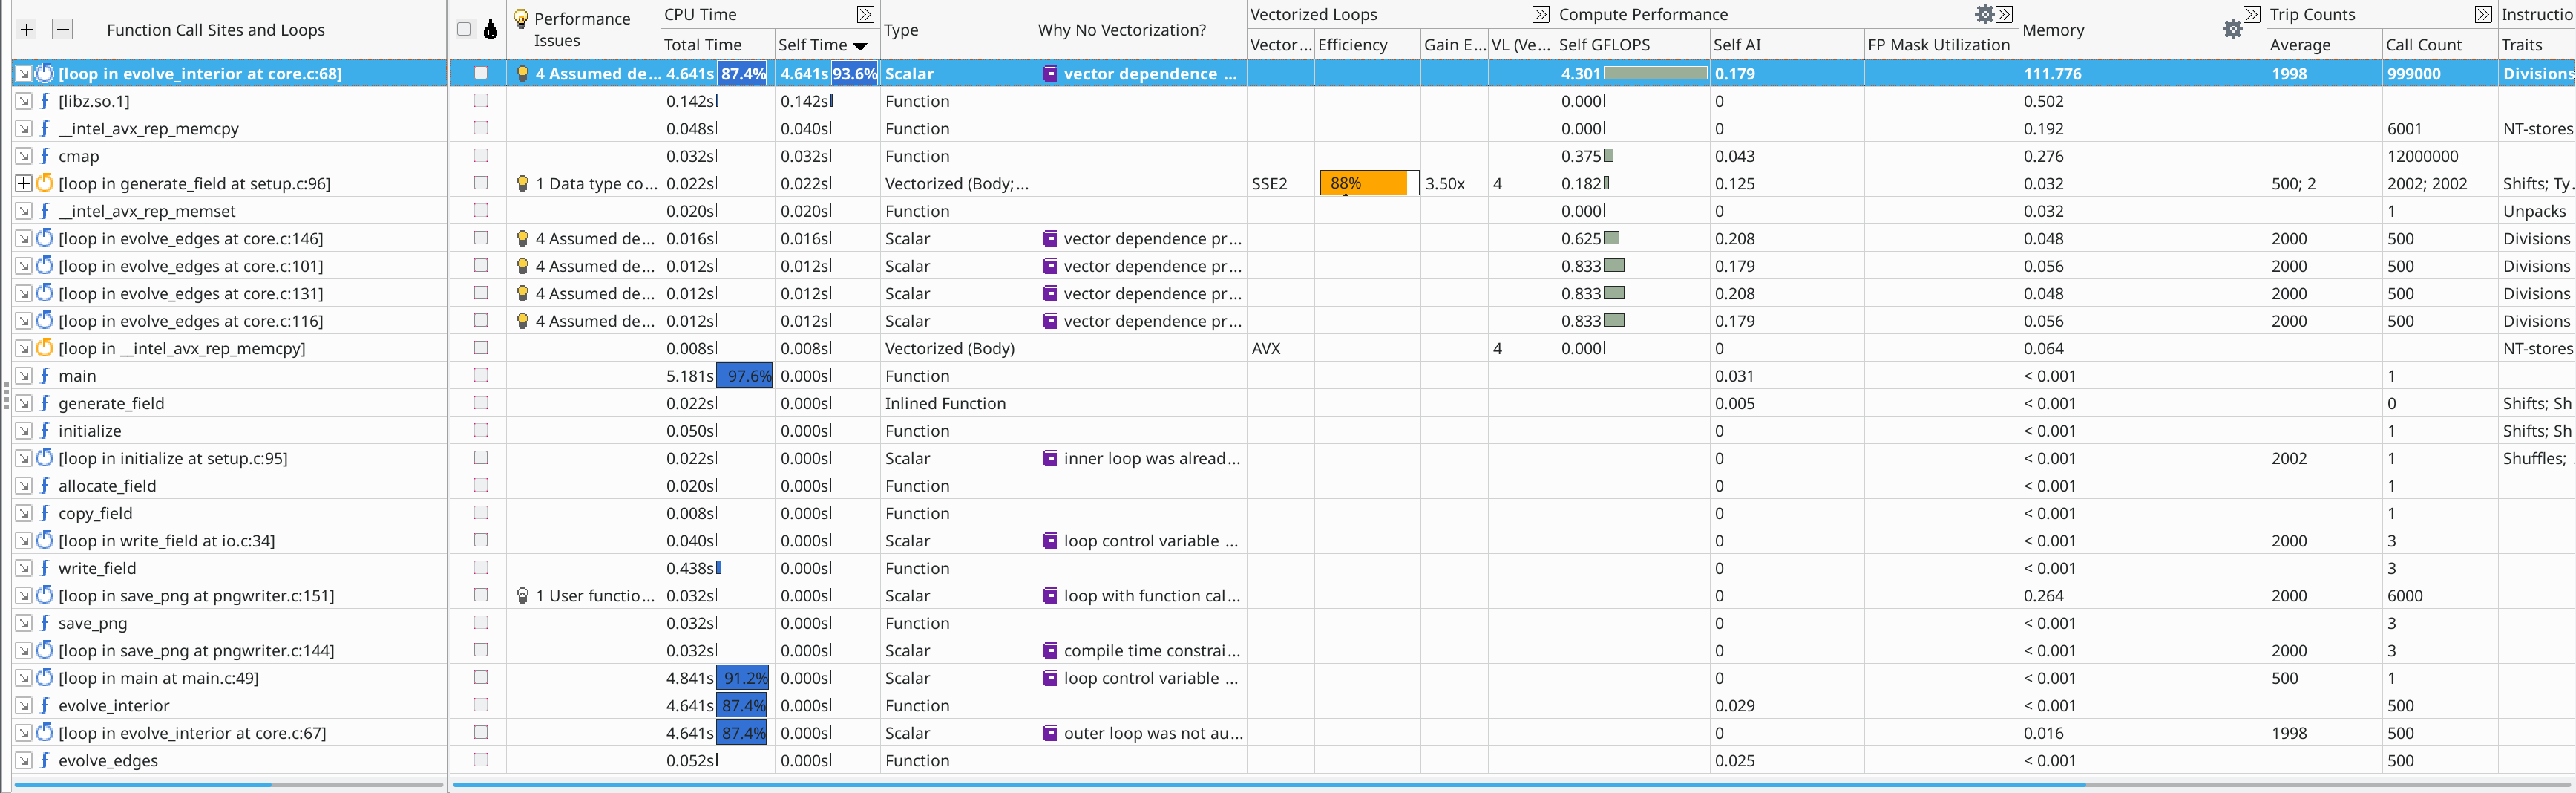 Function Call Sites and Loops Performance Issues CPU Time Type Why No Vectorization? Vectorized Loops Compute Performance Memory Trip Counts Instructio
Total Time Self Time Vector... Efficiency Gain E... VL (Ve... Self GFLOPS Self AI FP Mask Utilization Average Call Count Traits
[loop in evolve_interior at core.c:68] 4 Assumed de... 4.641s 87.4% 4.641s 93.6% Scalar vector dependence ... 4.301 0.179 111.776 1998 999000 Divisions
[libz.so.1] 0.142s 0.142s Function 0.000 0 0.502
__intel_avx_rep_memcpy 0.048s 0.040s Function 0.000 0 0.192 6001 NT-stores
cmap 0.032s 0.032s Function 0.375 0.043 0.276 12000000
[loop in generate_field at setup.c:96] 1 Data type co... 0.022s 0.022s Vectorized (Body;... SSE2 88% 3.50x 4 0.182 0.125 0.032 500; 2 2002; 2002 Shifts; Ty.
__intel_avx_rep_memset 0.020s 0.020s Function 0.000 0 0.032 1 Unpacks
[loop in evolve_edges at core.c:146] 4 Assumed de... 0.016s 0.016s Scalar vector dependence pr... 0.625 0.208 0.048 2000 500 Divisions
[loop in evolve_edges at core.c:101] 4 Assumed de... 0.012s 0.012s Scalar vector dependence pr... 0.833 0.179 0.056 2000 500 Divisions
[loop in evolve_edges at core.c:131] 4 Assumed de... 0.012s 0.012s Scalar vector dependence pr... 0.833 0.208 0.048 2000 500 Divisions
[loop in evolve_edges at core.c:116] 4 Assumed de... 0.012s 0.012s Scalar vector dependence pr... 0.833 0.179 0.056 2000 500 Divisions
[loop in __intel_avx_rep_memcpy] 0.008s 0.008s Vectorized (Body) AVX 4 0.000 0 0.064 NT-stores
main 5.181s 97.6% 0.000s Function 0.031 < 0.001 1
generate_field 0.022s 0.000s Inlined Function 0.005 < 0.001 0 Shifts; Sh
initialize 0.050s 0.000s Function 0 < 0.001 1 Shifts; Sh
[loop in initialize at setup.c:95] 0.022s 0.000s Scalar inner loop was alread... 0 < 0.001 2002 1 Shuffles;
allocate_field 0.020s 0.000s Function 0 < 0.001 1
copy_field 0.008s 0.000s Function 0 < 0.001 1
[loop in write_field at io.c:34] 0.040s 0.000s Scalar loop control variable ... 0 < 0.001 2000 3
write_field 0.438s 0.000s Function 0 < 0.001 3
[loop in save_png at pngwriter.c:151] 1 User functio... 0.032s 0.000s Scalar loop with function cal... 0 0.264 2000 6000
save_png 0.032s 0.000s Function 0 < 0.001 3
[loop in save_png at pngwriter.c:144] 0.032s 0.000s Scalar compile time constrai... 0 < 0.001 2000 3
[loop in main at main.c:49] 4.841s 91.2% 0.000s Scalar loop control variable ... 0 < 0.001 500 1
evolve_interior 4.641s 87.4% 0.000s Function 0.029 < 0.001 500
[loop in evolve_interior at core.c:67] 4.641s 87.4% 0.000s Scalar outer loop was not au... 0 0.016 1998 500
evolve_edges 0.052s 0.000s Function 0.025 < 0.001 500